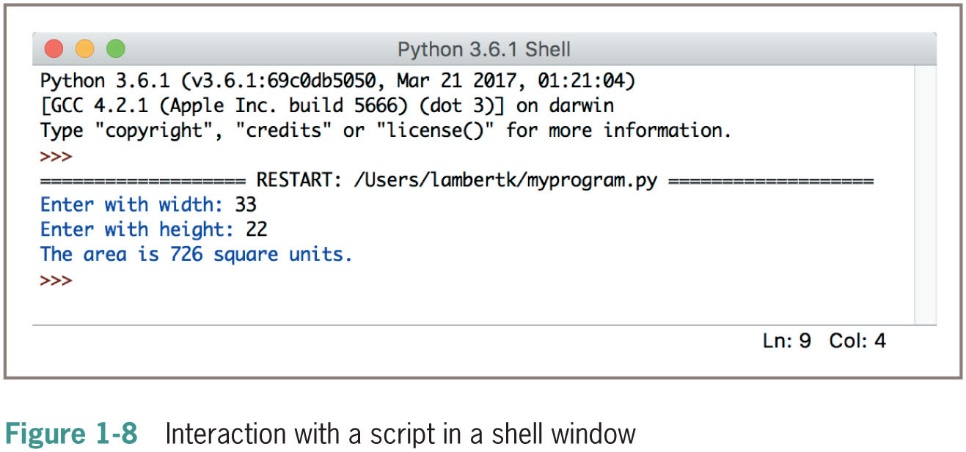 Python 3.6.1 Shell
Python 3.6.1 (v3.6.1:69c0db5050, Mar 21 2017, 01:21:04)
[GCC 4.2.1 (Apple Inc. build 5666) (dot 3)] on darwin
Type "copyright", "credits" or "license()" for more information.
>>>
=================== RESTART: /Users/lambertk/myprogram.py ===================
Enter with width: 33
Enter with height: 22
The area is 726 square units.
>>>
Ln: 9 Col: 4
Figure 1-8 Interaction with a script in a shell window